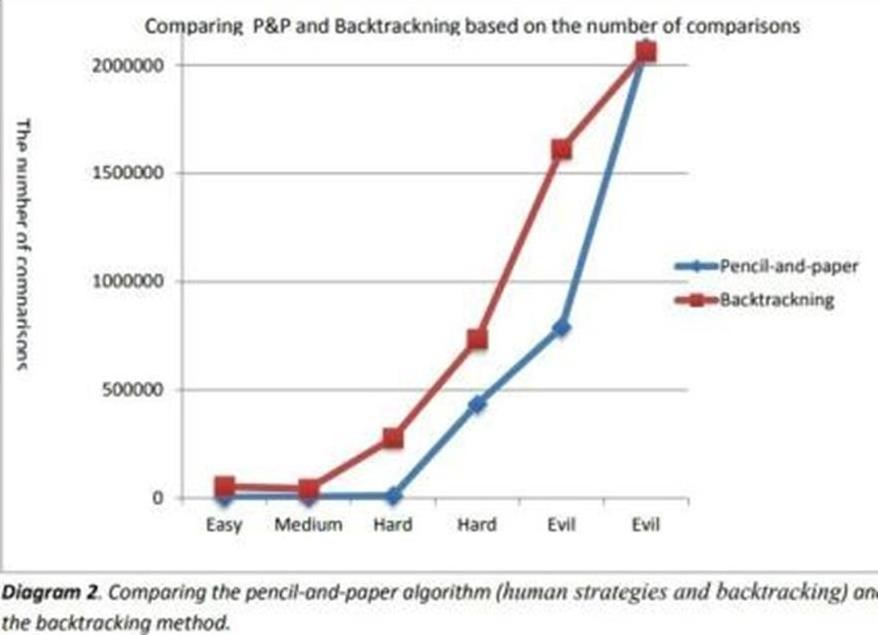 Comparing P&P and Backtrackning based on the number of comparisons
The number of comparisons
2000000
1500000
1000000
500000
0
Easy Medium Hard Hard Evil Evil
Pencil-and-paper
Backtrackning
Diagram 2. Comparing the pencil-and-paper algorithm (human strategies and backtracking) and
the backtracking method.